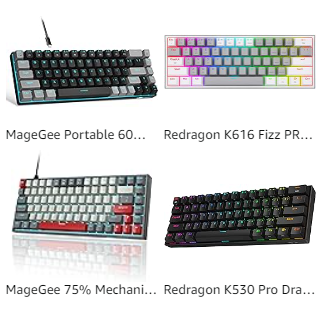 MageGee Portable 60...
Redragon K616 Fizz PR...
MageGee 75% Mechani...
Redragon K530 Pro Dra...